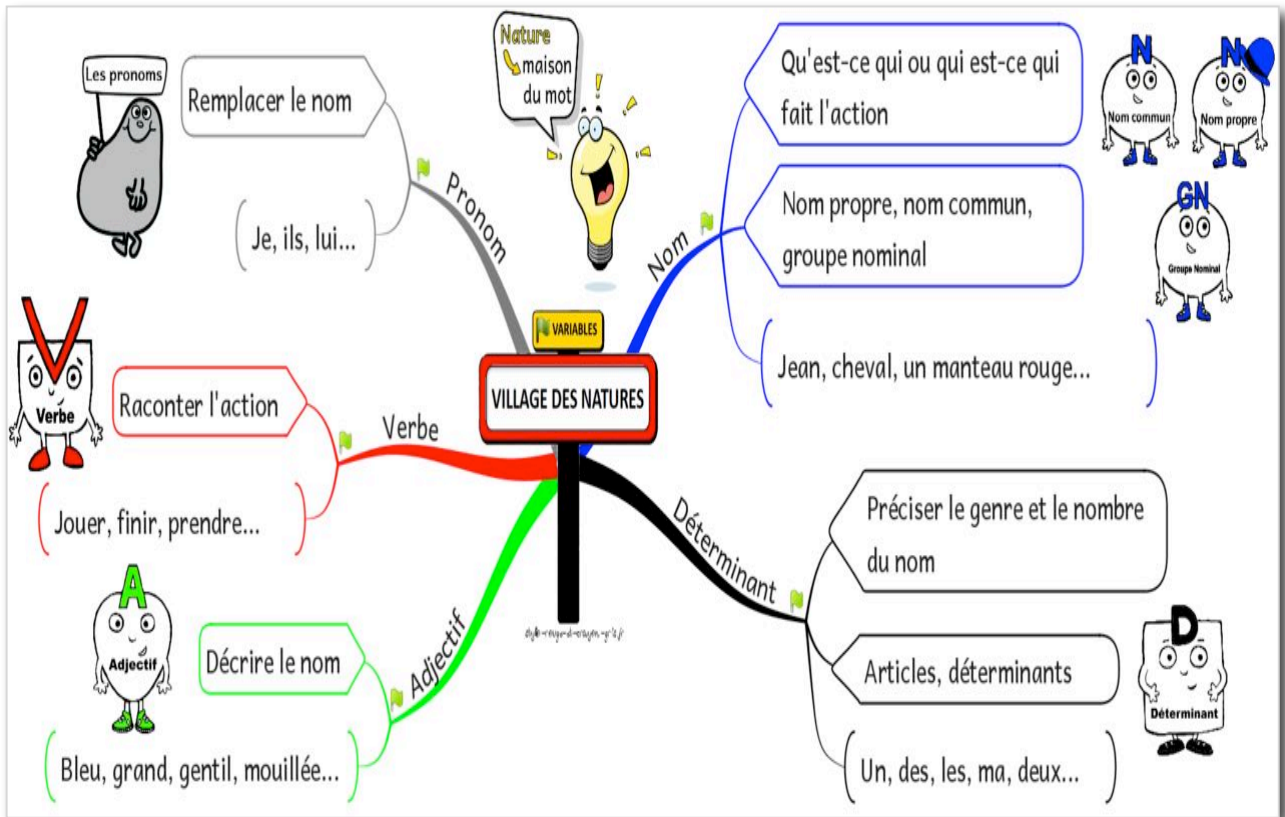 Les pronoms
Remplacer le nom
Je, ils, lui...
Pronom
Nature
maison
du mot
Qu'est-ce qui ou qui est-ce qui
fait l'action
N
Nom commun
N
Nom propre
Nom propre, nom commun,
groupe nominal
GN
Groupe Nominal
Jean, cheval, un manteau rouge...
Nom
VARIABLES
VILLAGE DES NATURES
V
Verbe
Raconter l'action
Verbe
Jouer, finir, prendre...
Déterminant
Préciser le genre et le nombre
du nom
Articles, déterminants
D
Déterminant
Un, des, les, ma, deux...
A
Adjectif
Décrire le nom
Adjectif
Bleu, grand, gentil, mouillée...